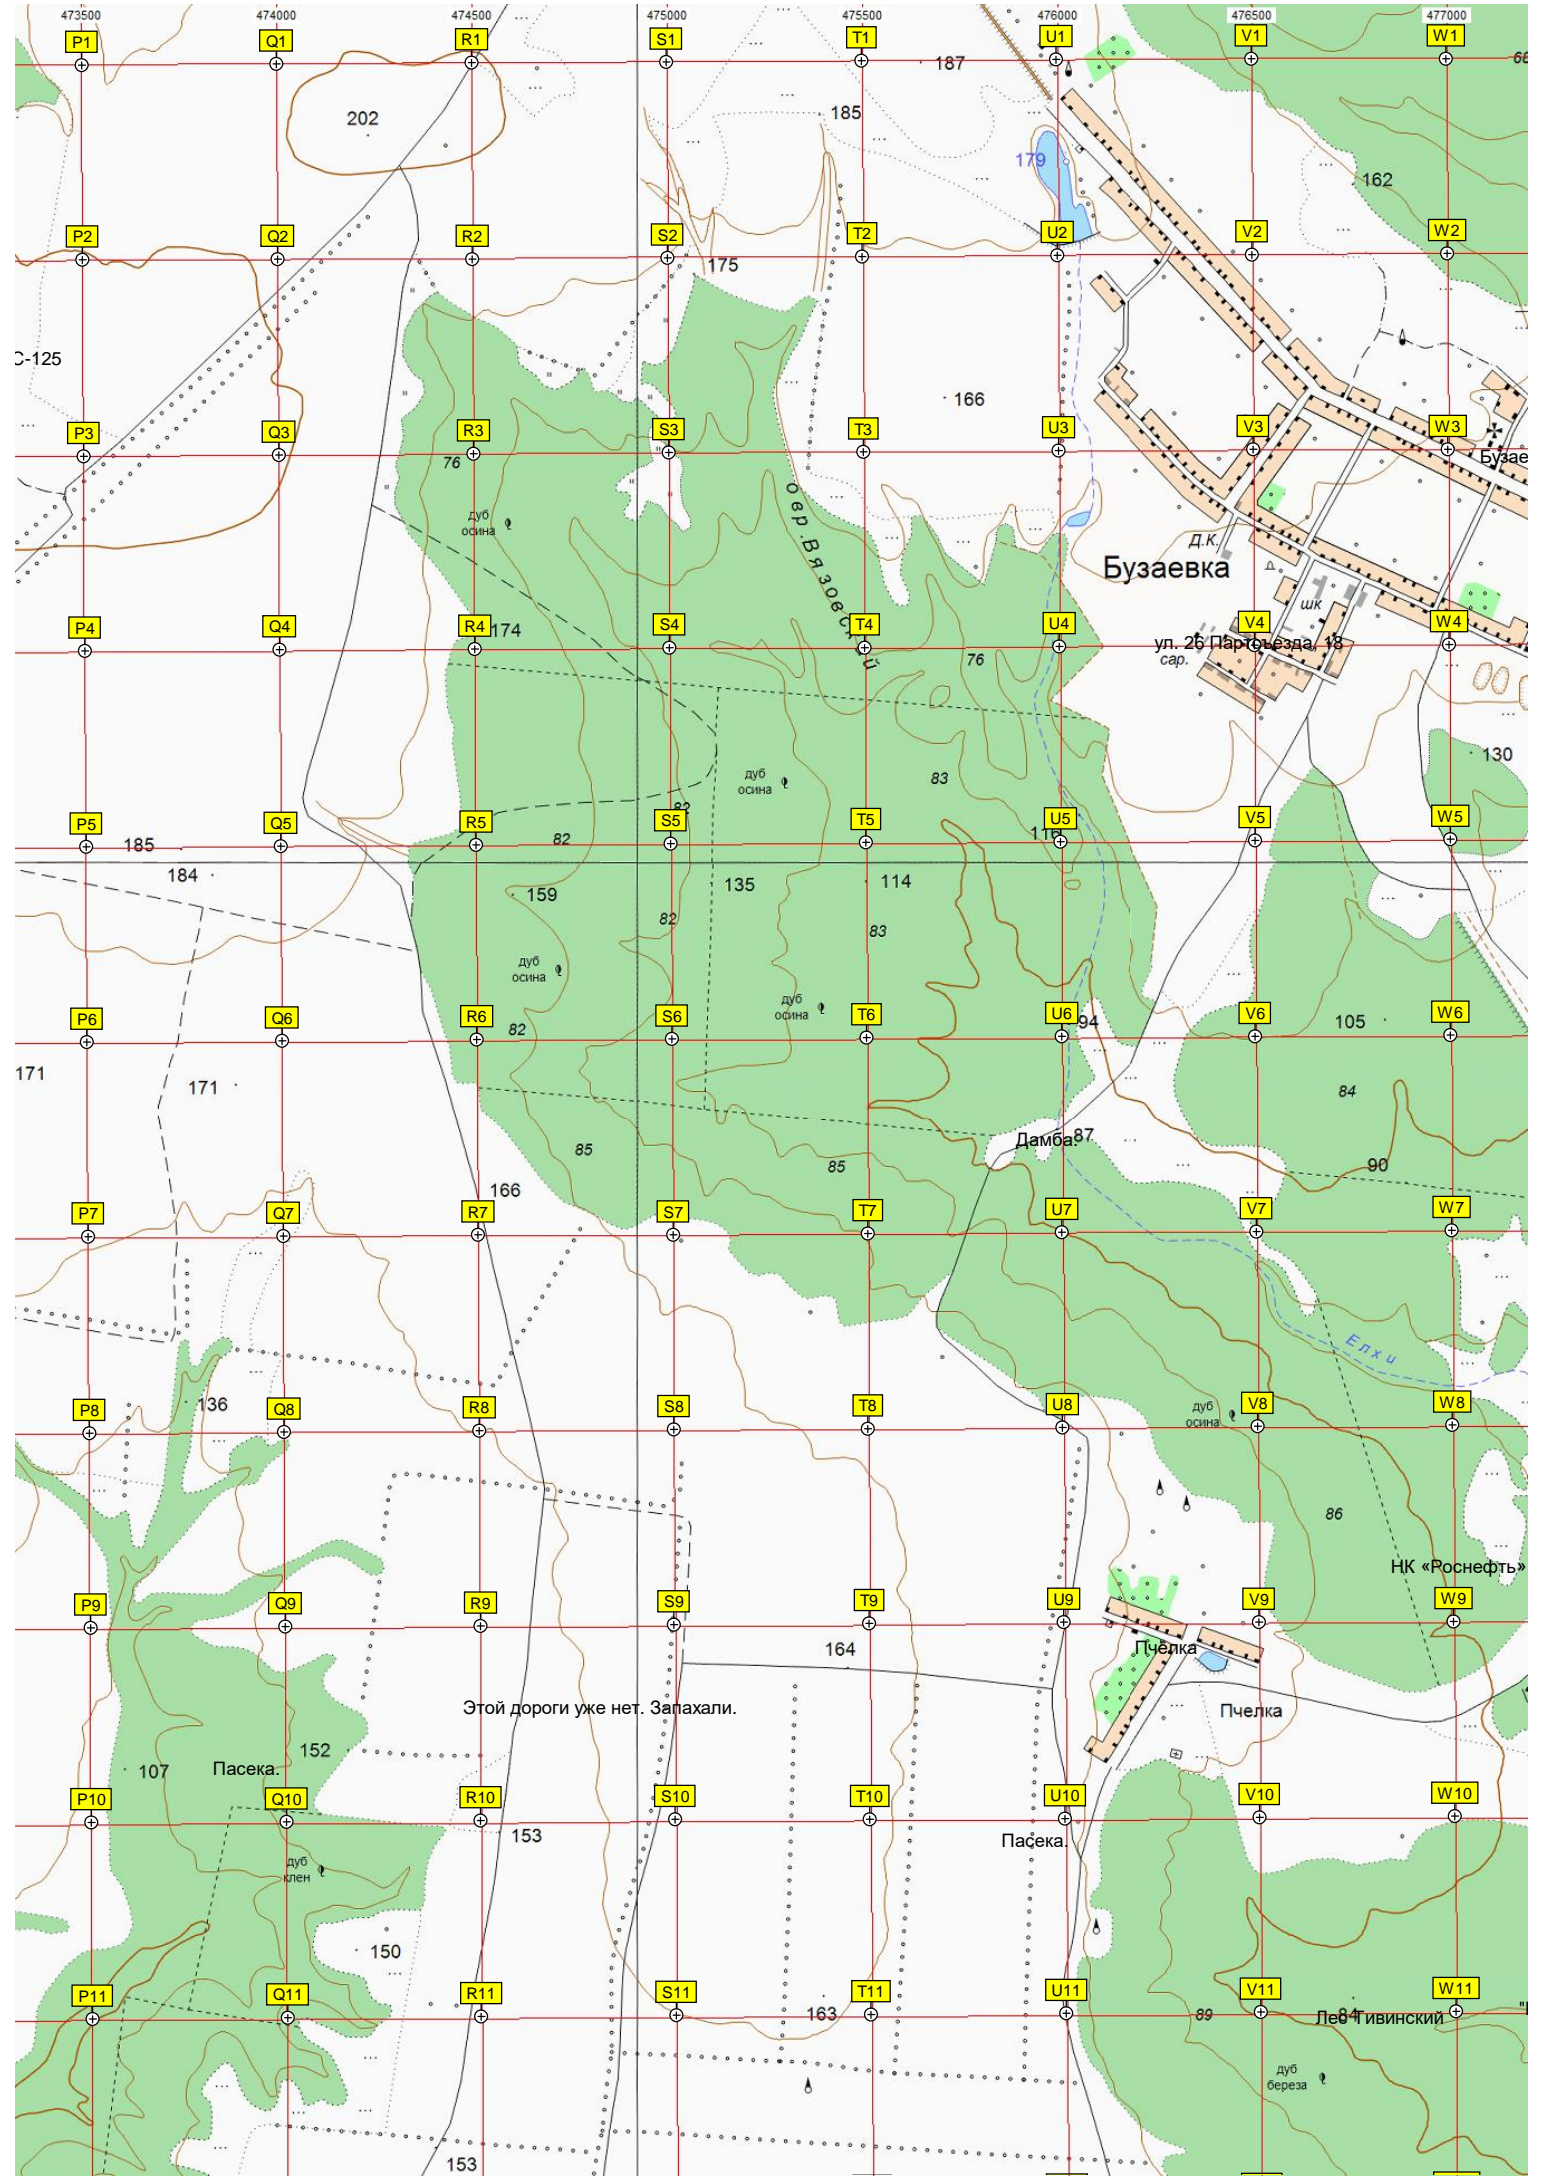 473500 474000 474500 475000 475500 476000 476500 477000
P1 Q1 R1 S1 T1 U1 V1 W1
187
202
185
179
162
P2 Q2 R2 S2 T2 U2 V2 W2
175
С-125
166
P3 Q3 R3 S3 T3 U3 V3 W3
76
Бузае
дуб
осина
овр. Вязовский
Д.К.
Бузаевка
шк
P4 Q4 R4 S4 T4 U4 V4 W4
174
ул. 26 Партсъезда, 18
сар.
76
130
дуб
осина
83
82
P5 Q5 R5 S5 T5 U5 V5 W5
185
82
116
184
159
135
114
82
83
дуб
осина
дуб
осина
P6 Q6 R6 S6 T6 U6 V6 W6
82
94
105
171
171
84
Дамба.
87
85
85
90
166
P7 Q7 R7 S7 T7 U7 V7 W7
Елхи
136
P8 Q8 R8 S8 T8 U8 V8 W8
дуб
осина
86
НК «Роснефть»
P9 Q9 R9 S9 T9 U9 V9 W9
164
Пчёлка
Этой дороги уже нет. Запахали.
Пчелка
152
107
Пасека.
P10 Q10 R10 S10 T10 U10 V10 W10
153
Пасека.
дуб
клен
150
P11 Q11 R11 S11 T11 U11 V11 W11
163
89
84
Лес Тивинский
дуб
береза
153